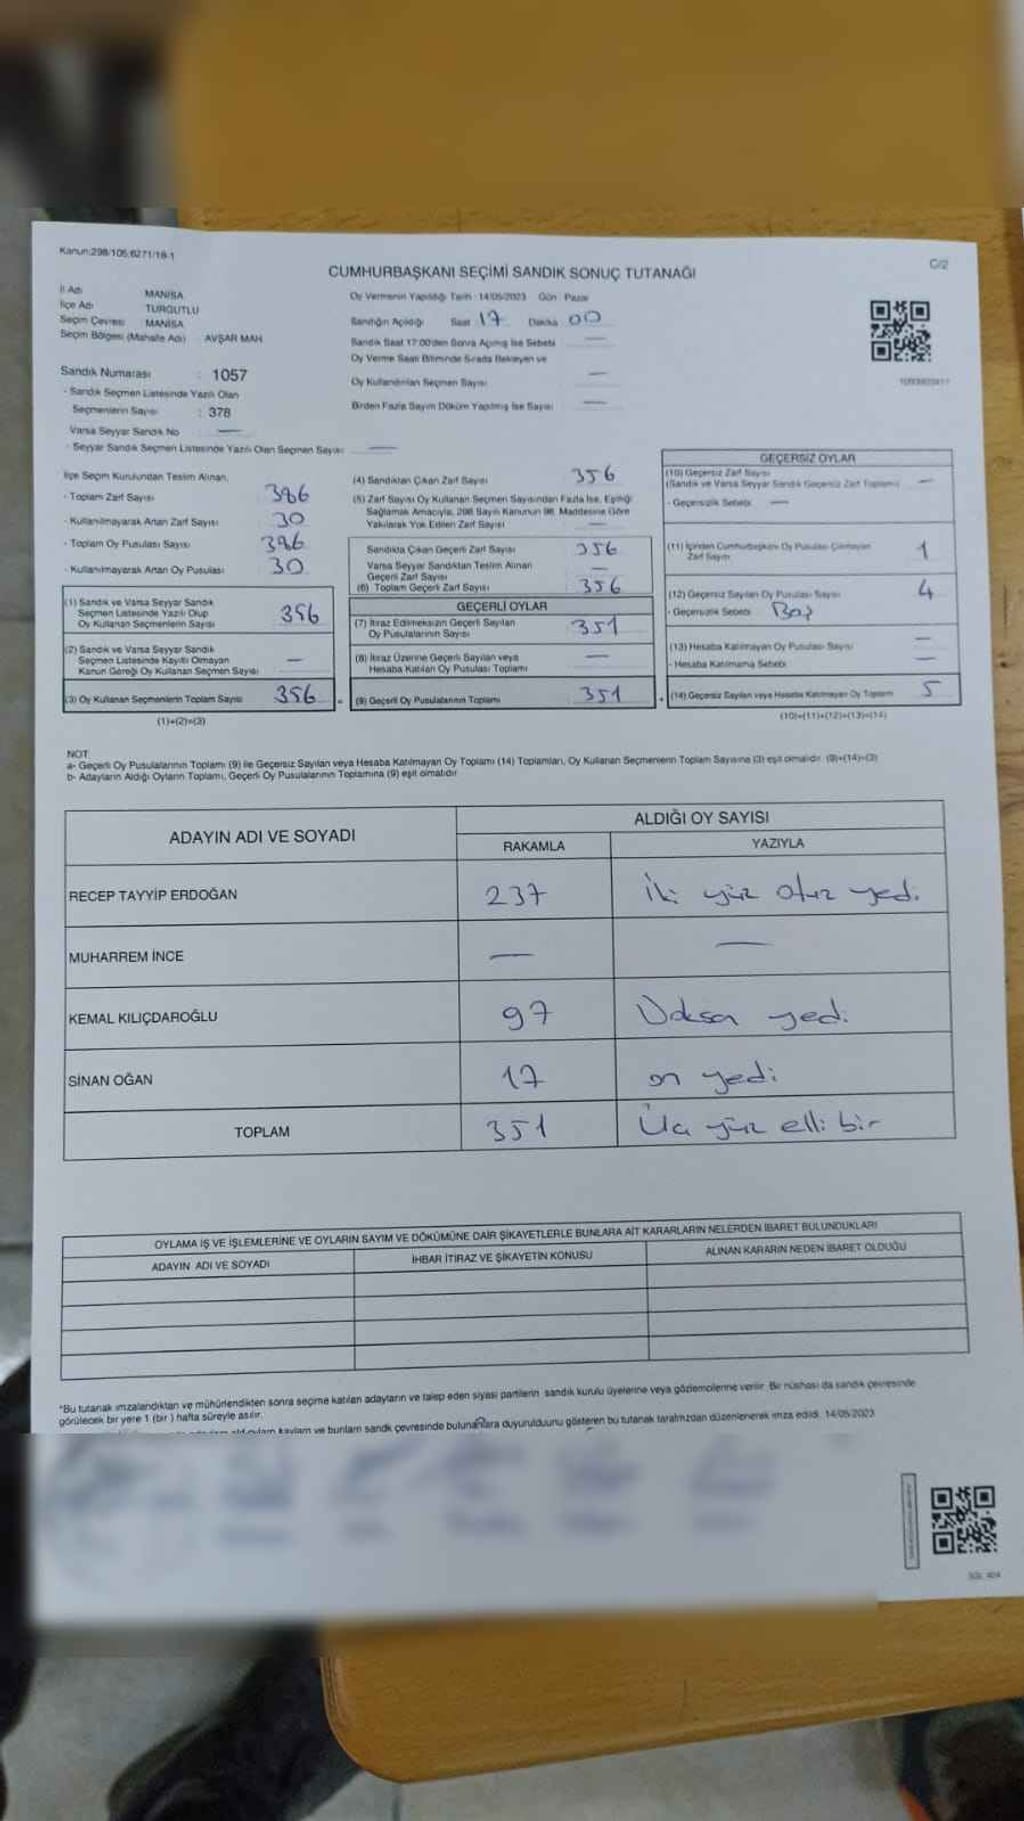 Kanun:298/105;6271/18-1
C/2
CUMHURBAŞKANI SEÇİMİ SANDIK SONUÇ TUTANAĞI
İl Adı MANİSA
İlçe Adı TURGUTLU
Seçim Çevresi MANİSA
Seçim Bölgesi (Mahalle Adı) AVŞAR MAH
Sandık Numarası : 1057
- Sandık Seçmen Listesinde Yazılı Olan
Seçmenlerin Sayısı : 378
Varsa Seyyar Sandık No —
- Seyyar Sandık Seçmen Listesinde Yazılı Olan Seçmen Sayısı —
Oy Vermenin Yapıldığı Tarih : 14/05/2023 Gün : Pazar
Sandığın Açıldığı Saat 17 Dakika 00
Sandık Saat 17:00'den Sonra Açılmış İse Sebebi —
Oy Verme Saati Bitiminde Sırada Bekleyen ve
Oy Kullandırılan Seçmen Sayısı —
Birden Fazla Sayım Döküm Yapılmış İse Sayısı —
İlçe Seçim Kurulundan Teslim Alınan;
- Toplam Zarf Sayısı 386
- Kullanılmayarak Artan Zarf Sayısı 30
- Toplam Oy Pusulası Sayısı 386
- Kullanılmayarak Artan Oy Pusulası 30
(1) Sandık ve Varsa Seyyar Sandık
Seçmen Listesinde Yazılı Olup
Oy Kullanan Seçmenlerin Sayısı 356
(2) Sandık ve Varsa Seyyar Sandık
Seçmen Listesinde Kayıtlı Olmayan
Kanun Gereği Oy Kullanan Seçmen Sayısı —
(3) Oy Kullanan Seçmenlerin Toplam Sayısı 356
(1)+(2)=(3)
(4) Sandıktan Çıkan Zarf Sayısı 356
(5) Zarf Sayısı Oy Kullanan Seçmen Sayısından Fazla İse, Eşitliği
Sağlamak Amacıyla, 298 Sayılı Kanunun 98. Maddesine Göre
Yakılarak Yok Edilen Zarf Sayısı —
Sandıkta Çıkan Geçerli Zarf Sayısı 356
Varsa Seyyar Sandıktan Teslim Alınan
Geçerli Zarf Sayısı —
(6) Toplam Geçerli Zarf Sayısı 356
GEÇERLİ OYLAR
(7) İtiraz Edilmeksizin Geçerli Sayılan
Oy Pusulalarının Sayısı 351
(8) İtiraz Üzerine Geçerli Sayılan veya
Hesaba Katılan Oy Pusulası Toplamı —
(9) Geçerli Oy Pusulalarının Toplamı 351
GEÇERSİZ OYLAR
(10) Geçersiz Zarf Sayısı
(Sandık ve Varsa Seyyar Sandık Geçersiz Zarf Toplamı) —
- Geçersizlik Sebebi —
(11) İçinden Cumhurbaşkanı Oy Pusulası Çıkmayan
Zarf Sayısı 1
(12) Geçersiz Sayılan Oy Pusulası Sayısı 4
- Geçersizlik Sebebi Boş
(13) Hesaba Katılmayan Oy Pusulası Sayısı —
- Hesaba Katılmama Sebebi —
(14) Geçersiz Sayılan veya Hesaba Katılmayan Oy Toplamı 5
(10)+(11)+(12)+(13)=(14)
NOT:
a- Geçerli Oy Pusulalarının Toplamı (9) ile Geçersiz Sayılan veya Hesaba Katılmayan Oy Toplamı (14) Toplamları, Oy Kullanan Seçmenlerin Toplam Sayısına (3) eşit olmalıdır. (9)+(14)=(3)
b- Adayların Aldığı Oyların Toplamı, Geçerli Oy Pusulalarının Toplamına (9) eşit olmalıdır
ADAYIN ADI VE SOYADI
ALDIĞI OY SAYISI
RAKAMLA YAZIYLA
RECEP TAYYİP ERDOĞAN 237 İki yüz otuz yedi
MUHARREM İNCE — —
KEMAL KILIÇDAROĞLU 97 Doksan yedi
SİNAN OĞAN 17 on yedi
TOPLAM 351 Üç yüz elli bir
OYLAMA İŞ VE İŞLEMLERİNE VE OYLARIN SAYIM VE DÖKÜMÜNE DAİR ŞİKAYETLERLE BUNLARA AİT KARARLARIN NELERDEN İBARET BULUNDUKLARI
ADAYIN ADI VE SOYADI İHBAR İTİRAZ VE ŞİKAYETİN KONUSU ALINAN KARARIN NEDEN İBARET OLDUĞU
*Bu tutanak imzalandıktan ve mühürlendikten sonra seçime katılan adayların ve talep eden siyasi partilerin sandık kurulu üyelerine veya gözlemcilerine verilir. Bir nüshası da sandık çevresinde
görülecek bir yere 1 (bir ) hafta süreyle asılır.
ve bunların sandık çevresinde bulunanlara duyurulduğunu gösteren bu tutanak tarafımızdan düzenlenerek imza edildi. 14/05/2023